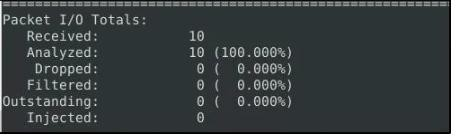 ===============================================================================
Packet I/O Totals:
   Received:           10
   Analyzed:           10 (100.000%)
    Dropped:            0 (  0.000%)
   Filtered:            0 (  0.000%)
Outstanding:            0 (  0.000%)
   Injected:            0